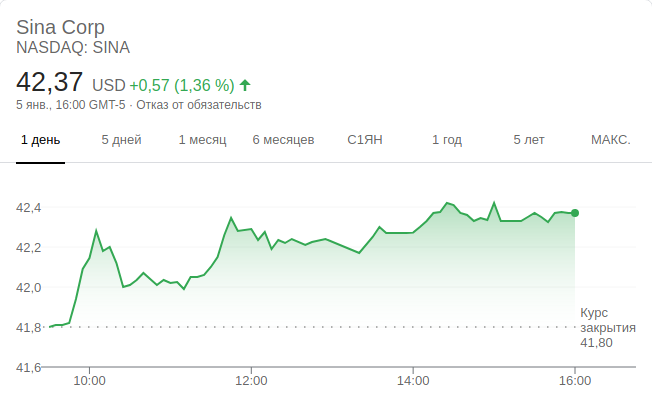 Sina Corp
NASDAQ: SINA
42,37 USD +0,57 (1,36 %)
5 янв., 16:00 GMT-5 · Отказ от обязательств
1 день 5 дней 1 месяц 6 месяцев С1ЯН 1 год 5 лет МАКС.
42,4
42,2
42,0
41,8
41,6
Курс
закрытия
41,80
10:00 12:00 14:00 16:00